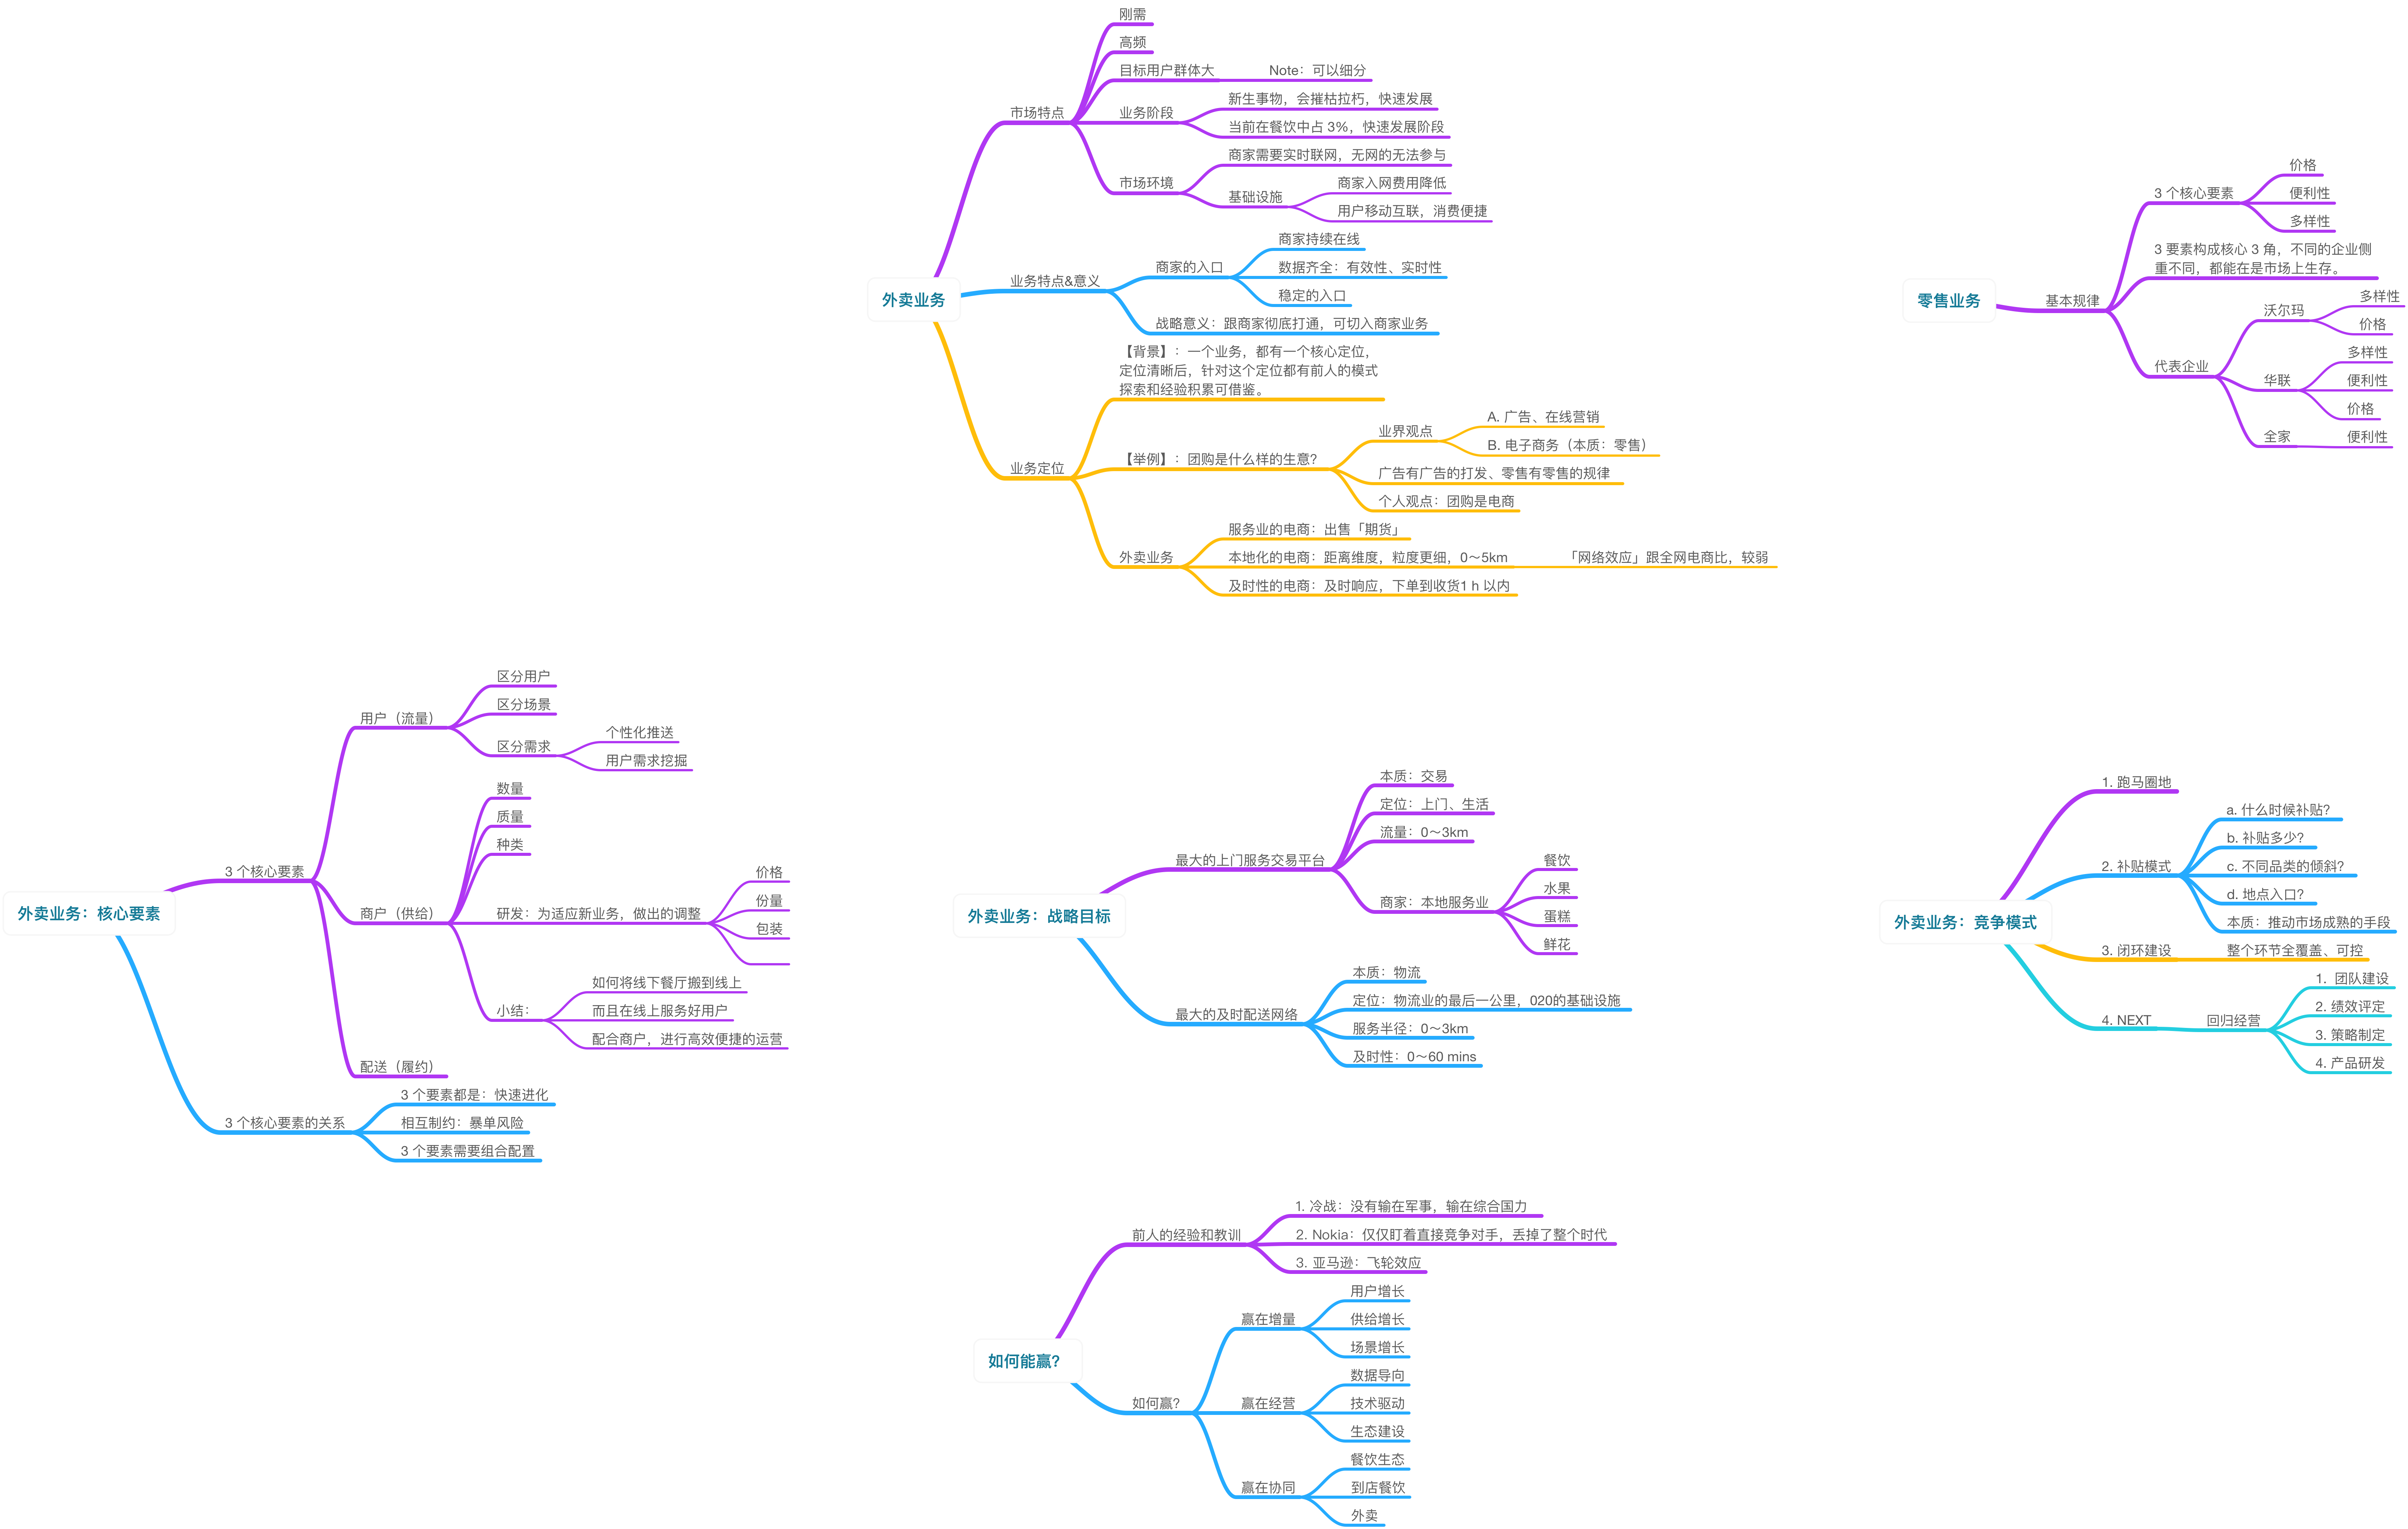 外卖业务
市场特点
刚需
高频
目标用户群体大
Note：可以细分
业务阶段
新生事物，会摧枯拉朽，快速发展
当前在餐饮中占 3%，快速发展阶段
市场环境
商家需要实时联网，无网的无法参与
基础设施
商家入网费用降低
用户移动互联，消费便捷
业务特点&意义
商家的入口
商家持续在线
数据齐全：有效性、实时性
稳定的入口
战略意义：跟商家彻底打通，可切入商家业务
业务定位
【背景】：一个业务，都有一个核心定位，
定位清晰后，针对这个定位都有前人的模式
探索和经验积累可借鉴。
【举例】：团购是什么样的生意？
业界观点
A. 广告、在线营销
B. 电子商务（本质：零售）
广告有广告的打发、零售有零售的规律
个人观点：团购是电商
外卖业务
服务业的电商：出售「期货」
本地化的电商：距离维度，粒度更细，0～5km
「网络效应」跟全网电商比，较弱
及时性的电商：及时响应，下单到收货1 h 以内
零售业务
基本规律
3 个核心要素
价格
便利性
多样性
3 要素构成核心 3 角，不同的企业侧
重不同，都能在是市场上生存。
代表企业
沃尔玛
多样性
价格
华联
多样性
便利性
价格
全家
便利性
外卖业务：核心要素
3 个核心要素
用户（流量）
区分用户
区分场景
区分需求
个性化推送
用户需求挖掘
商户（供给）
数量
质量
种类
研发：为适应新业务，做出的调整
价格
份量
包装
小结：
如何将线下餐厅搬到线上
而且在线上服务好用户
配合商户，进行高效便捷的运营
配送（履约）
3 个核心要素的关系
3 个要素都是：快速进化
相互制约：暴单风险
3 个要素需要组合配置
外卖业务：战略目标
最大的上门服务交易平台
本质：交易
定位：上门、生活
流量：0～3km
商家：本地服务业
餐饮
水果
蛋糕
鲜花
最大的及时配送网络
本质：物流
定位：物流业的最后一公里，020的基础设施
服务半径：0～3km
及时性：0～60 mins
外卖业务：竞争模式
1. 跑马圈地
2. 补贴模式
a. 什么时候补贴？
b. 补贴多少？
c. 不同品类的倾斜？
d. 地点入口？
本质：推动市场成熟的手段
3. 闭环建设
整个环节全覆盖、可控
4. NEXT
回归经营
1. 团队建设
2. 绩效评定
3. 策略制定
4. 产品研发
如何能赢？
前人的经验和教训
1. 冷战：没有输在军事，输在综合国力
2. Nokia：仅仅盯着直接竞争对手，丢掉了整个时代
3. 亚马逊：飞轮效应
如何赢？
赢在增量
用户增长
供给增长
场景增长
赢在经营
数据导向
技术驱动
生态建设
赢在协同
餐饮生态
到店餐饮
外卖